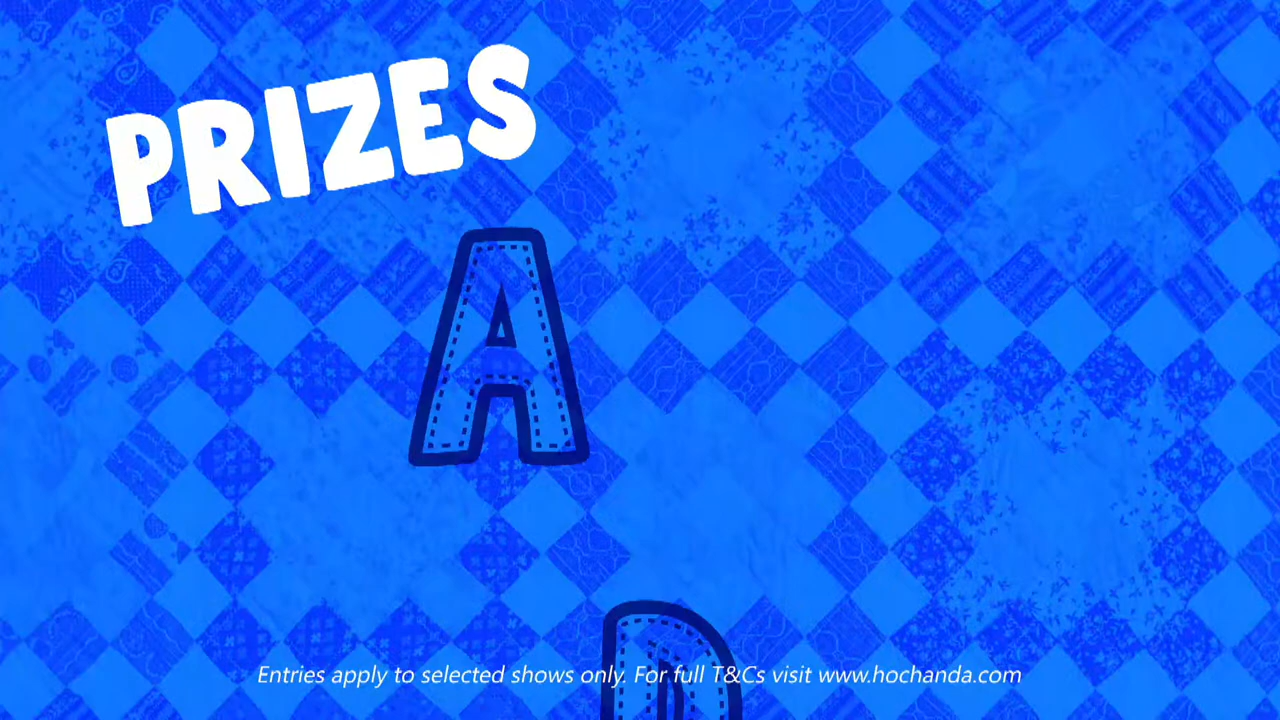 PRIZES
A
D
Entries apply to selected shows only. For full T&Cs visit www.hochanda.com